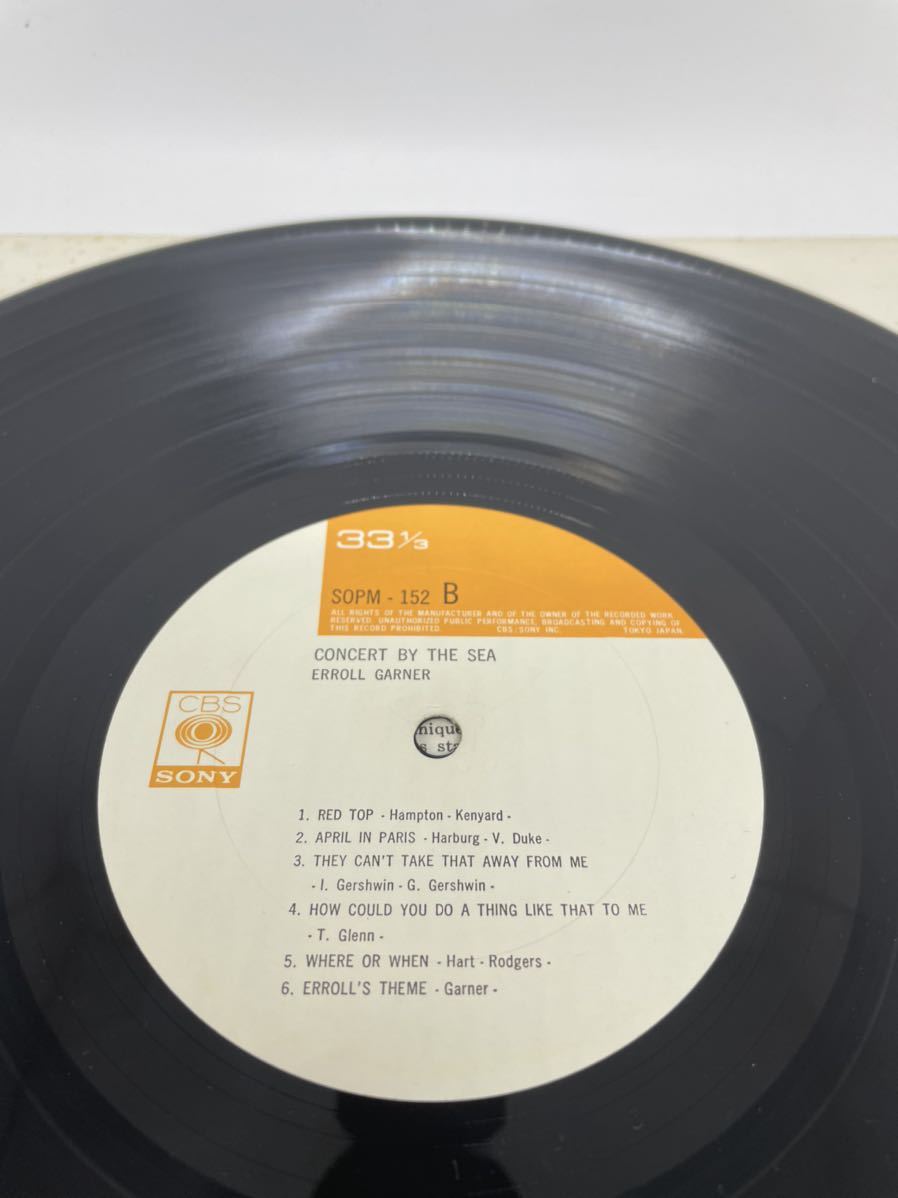 33⅓
SOPM - 152 B
ALL RIGHTS OF THE MANUFACTURER AND OF THE OWNER OF THE RECORDED WORK
RESERVED. UNAUTHORIZED PUBLIC PERFORMANCE, BROADCASTING AND COPYING OF
THIS RECORD PROHIBITED. CBS/SONY INC. TOKYO JAPAN.
CONCERT BY THE SEA
ERROLL GARNER
CBS
SONY
1. RED TOP - Hampton - Kenyard -
2. APRIL IN PARIS - Harburg - V. Duke -
3. THEY CAN'T TAKE THAT AWAY FROM ME
- I. Gershwin - G. Gershwin -
4. HOW COULD YOU DO A THING LIKE THAT TO ME
- T. Glenn -
5. WHERE OR WHEN - Hart - Rodgers -
6. ERROLL'S THEME - Garner -